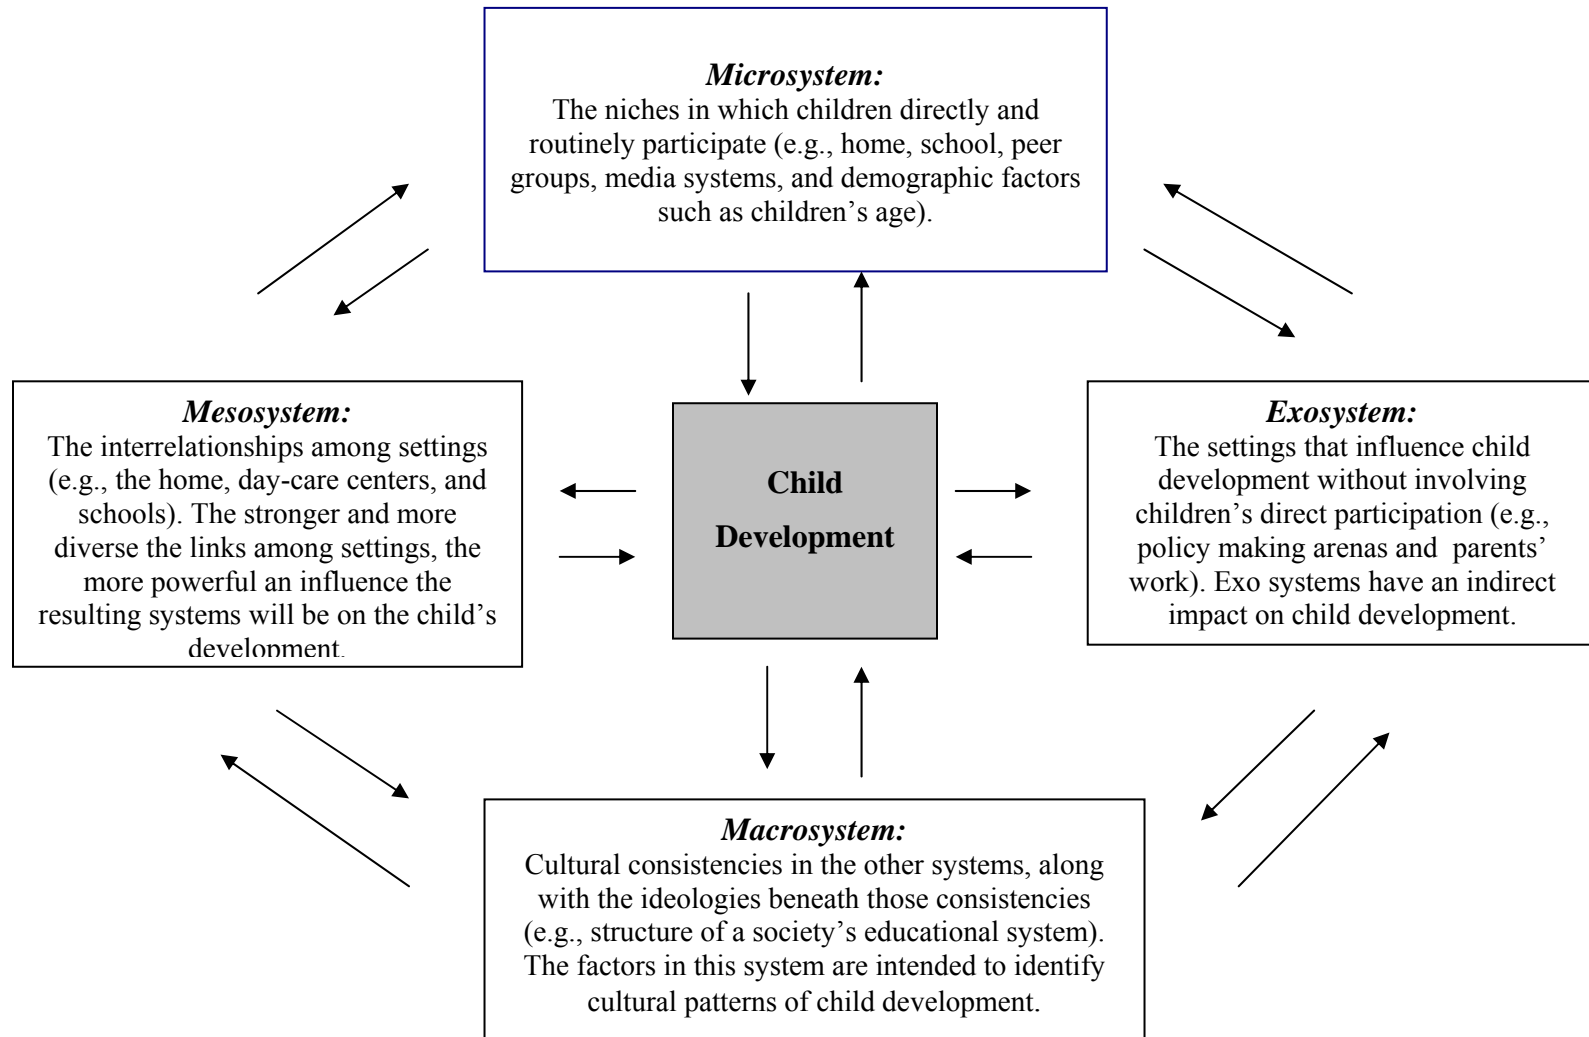 Microsystem:
The niches in which children directly and
routinely participate (e.g., home, school, peer
groups, media systems, and demographic factors
such as children’s age).
Mesosystem:
The interrelationships among settings
(e.g., the home, day-care centers, and
schools). The stronger and more
diverse the links among settings, the
more powerful an influence the
resulting systems will be on the child’s
development.
Child
Development
Exosystem:
The settings that influence child
development without involving
children’s direct participation (e.g.,
policy making arenas and parents’
work). Exo systems have an indirect
impact on child development.
Macrosystem:
Cultural consistencies in the other systems, along
with the ideologies beneath those consistencies
(e.g., structure of a society’s educational system).
The factors in this system are intended to identify
cultural patterns of child development.